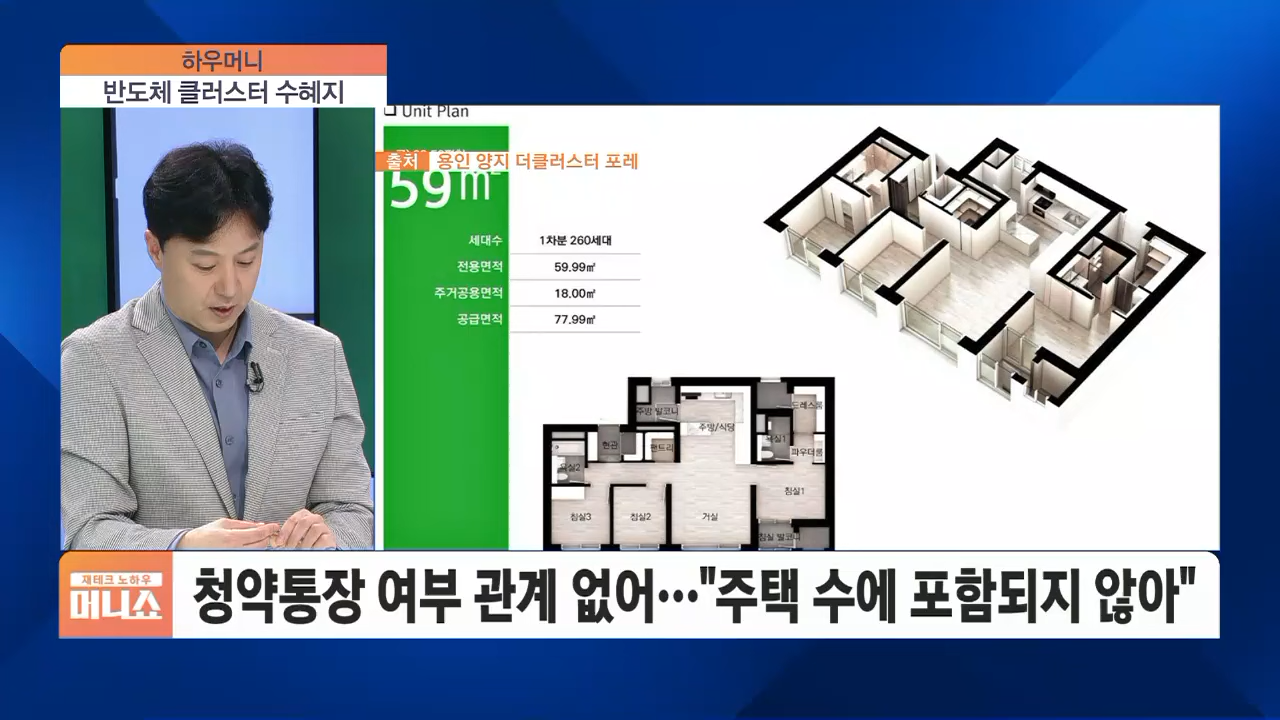 하우머니
반도체 클러스터 수혜지
❑ Unit Plan
출처 용인 양지 더클러스터 포레
59㎡
세대수 1차분 260세대
전용면적 59.99㎡
주거공용면적 18.00㎡
공급면적 77.99㎡
주방 발코니
드레스룸
주방/식당
현관
팬트리
욕실1
파우더룸
욕실2
침실1
침실3
침실2
거실
침실 발코니
재테크 노하우
머니쇼
청약통장 여부 관계 없어…"주택 수에 포함되지 않아"